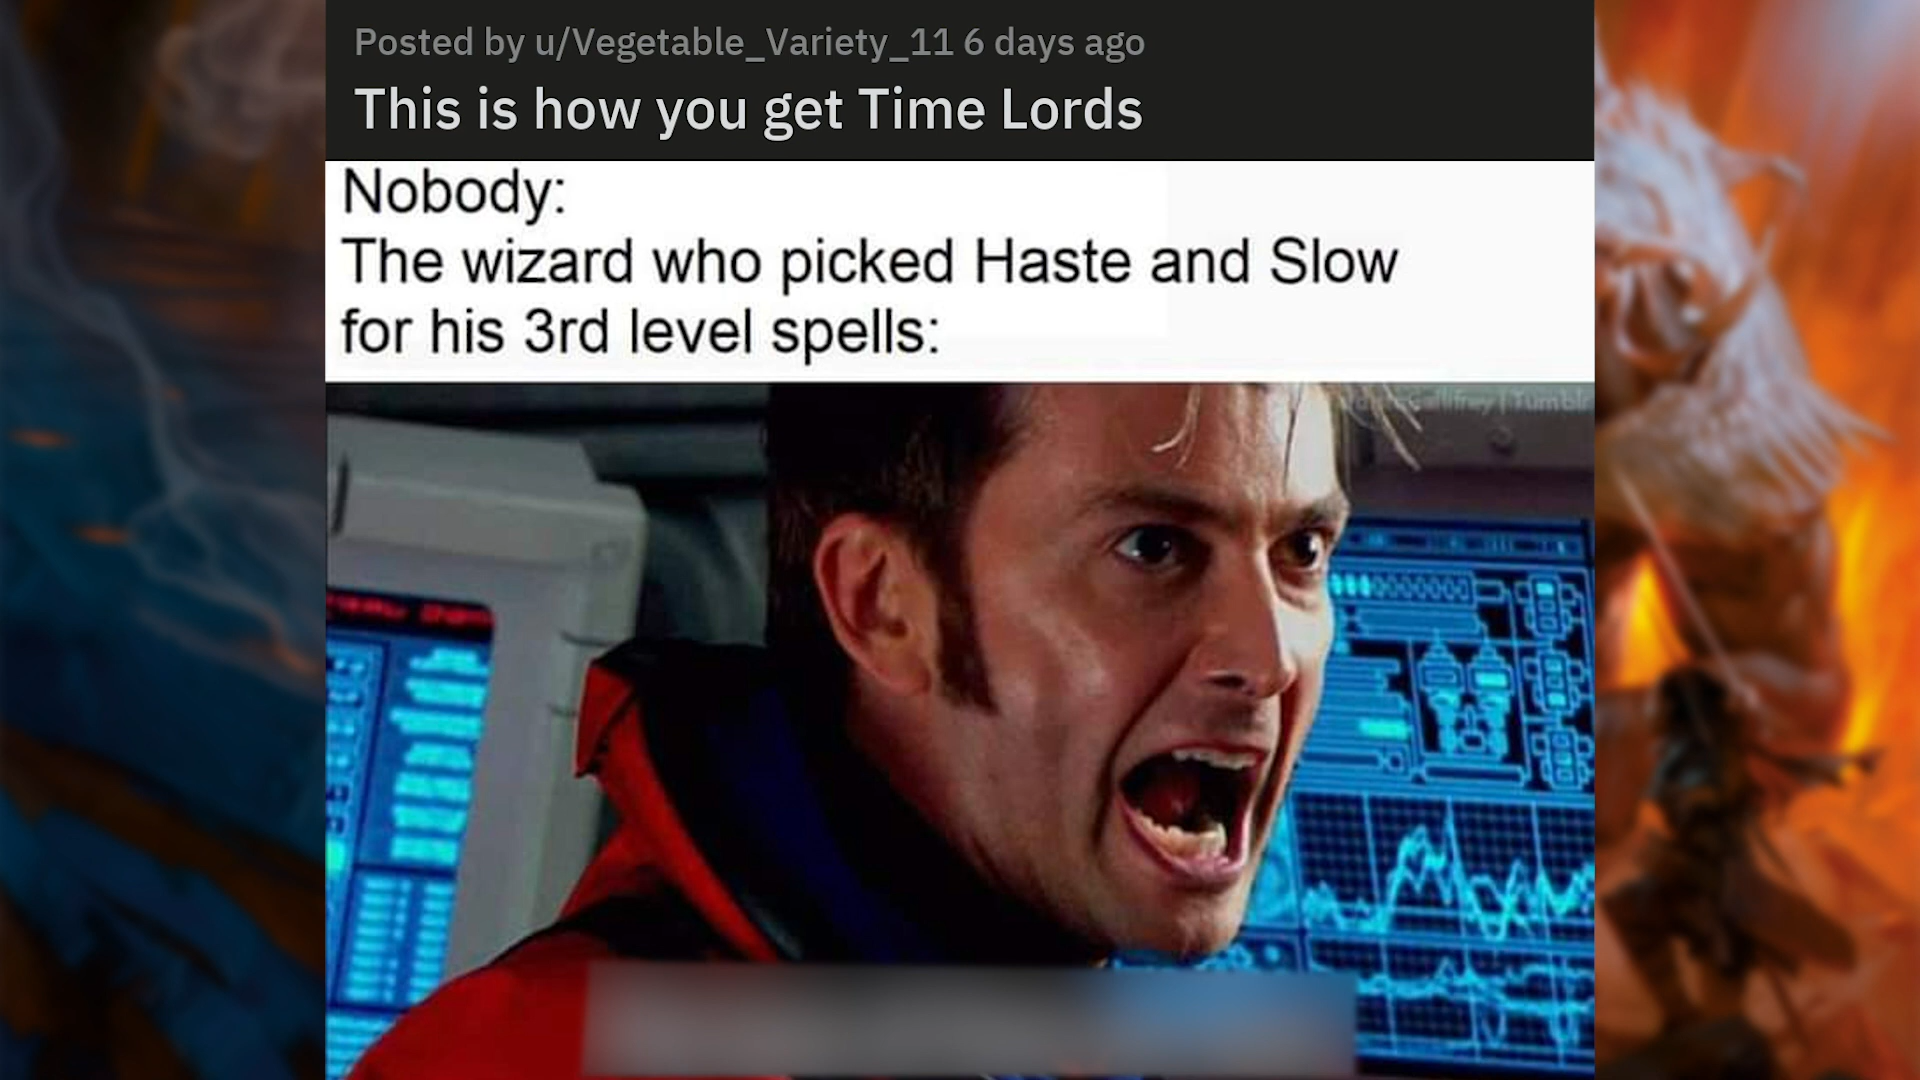 Posted by u/Vegetable_Variety_11 6 days ago
This is how you get Time Lords
Nobody:
The wizard who picked Haste and Slow
for his 3rd level spells: